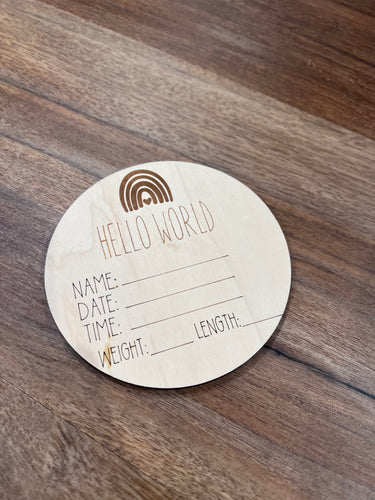 HELLO WORLD
NAME:
DATE:
TIME:
WEIGHT: LENGTH: